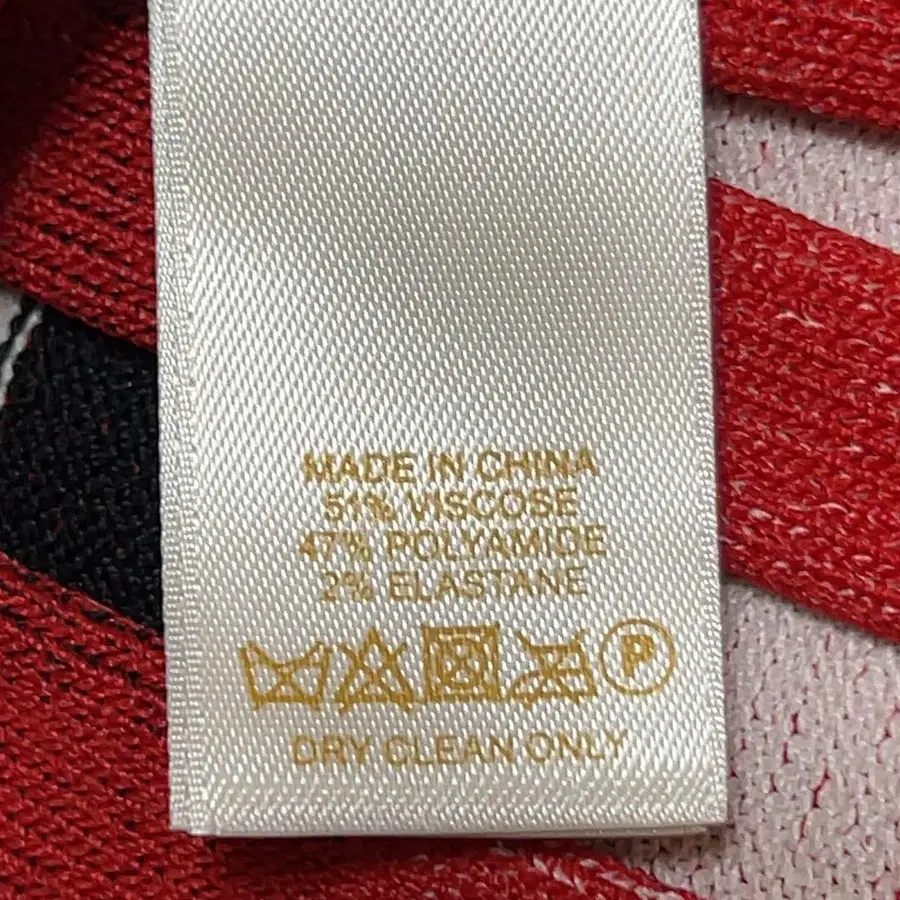 MADE IN CHINA
51% VISCOSE
47% POLYAMIDE
2% ELASTANE
P
DRY CLEAN ONLY